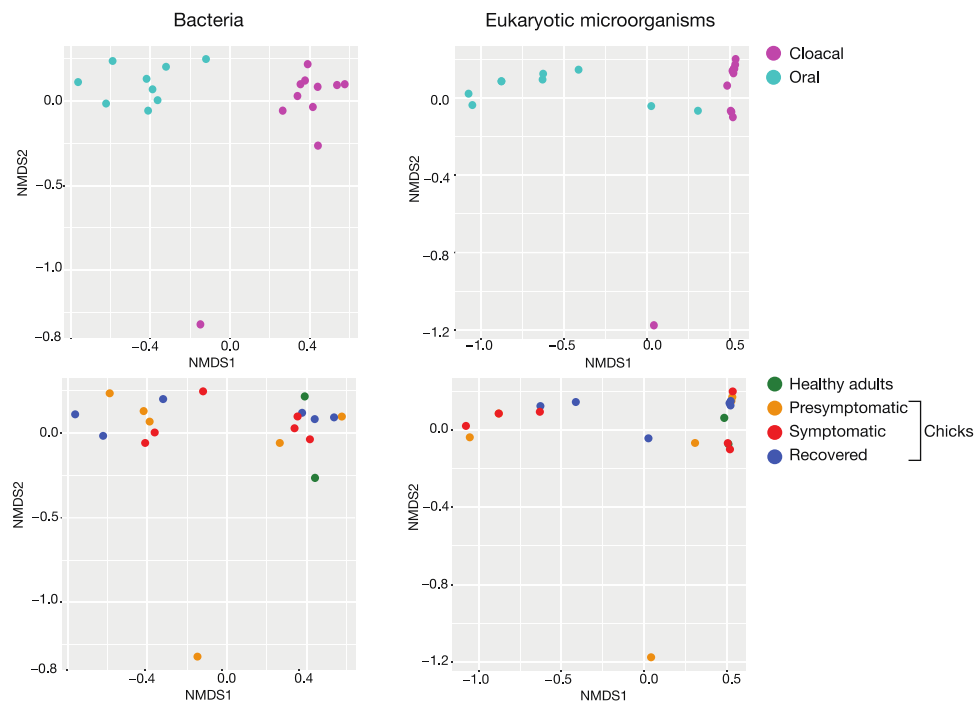 Bacteria
Eukaryotic microorganisms
0.0
−0.5
−1.0
−0.8
NMDS2
−0.4
0.0
0.4
NMDS1
0.0
−0.4
−0.8
−1.2
NMDS2
−1.0
−0.5
0.0
0.5
NMDS1
Cloacal
Oral
0.0
−0.5
−1.0
−0.8
NMDS2
−0.4
0.0
0.4
NMDS1
0.0
−0.4
−0.8
−1.2
NMDS2
−1.0
−0.5
0.0
0.5
NMDS1
Healthy adults
Presymptomatic
Symptomatic
Recovered
Chicks